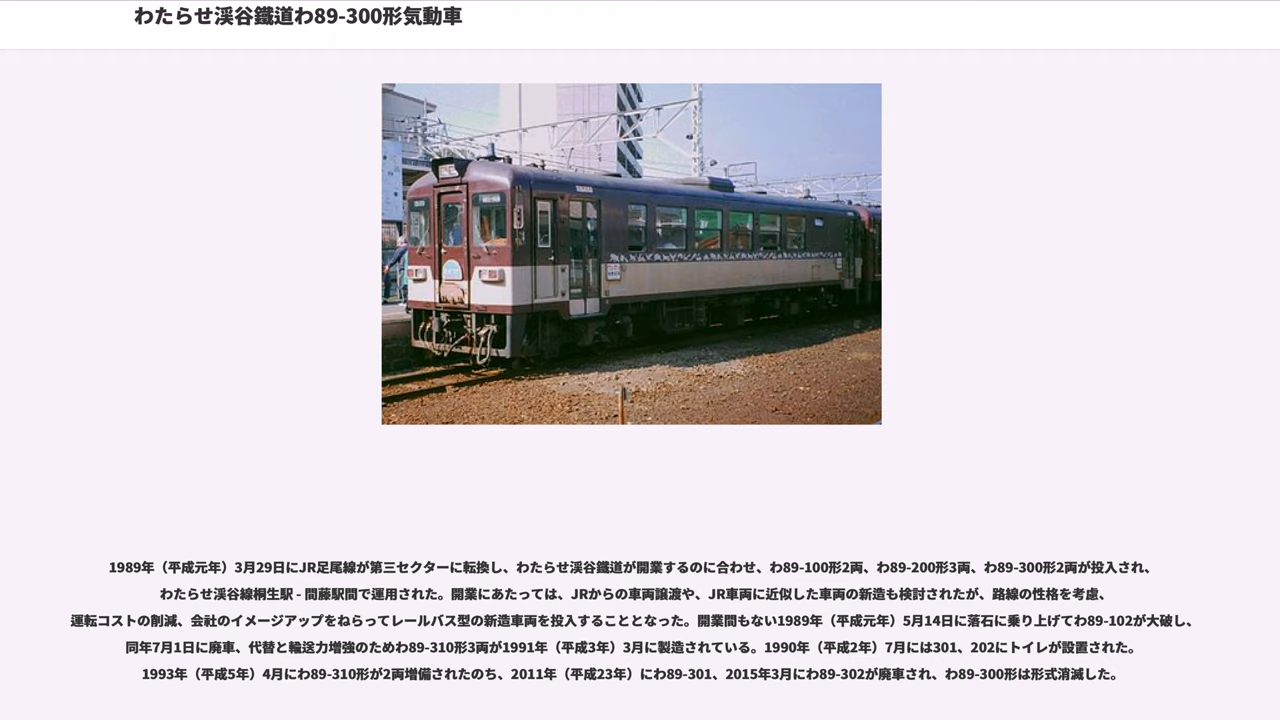 わたらせ渓谷鐵道わ89-300形気動車
1989年（平成元年）3月29日にJR足尾線が第三セクターに転換し、わたらせ渓谷鐵道が開業するのに合わせ、わ89-100形2両、わ89-200形3両、わ89-300形2両が投入され、
わたらせ渓谷線桐生駅 - 間藤駅間で運用された。開業にあたっては、JRからの車両譲渡や、JR車両に近似した車両の新造も検討されたが、路線の性格を考慮、
運転コストの削減、会社のイメージアップをねらってレールバス型の新造車両を投入することとなった。開業間もない1989年（平成元年）5月14日に落石に乗り上げてわ89-102が大破し、
同年7月1日に廃車、代替と輸送力増強のためわ89-310形3両が1991年（平成3年）3月に製造されている。1990年（平成2年）7月には301、202にトイレが設置された。
1993年（平成5年）4月にわ89-310形が2両増備されたのち、2011年（平成23年）にわ89-301、2015年3月にわ89-302が廃車され、わ89-300形は形式消滅した。